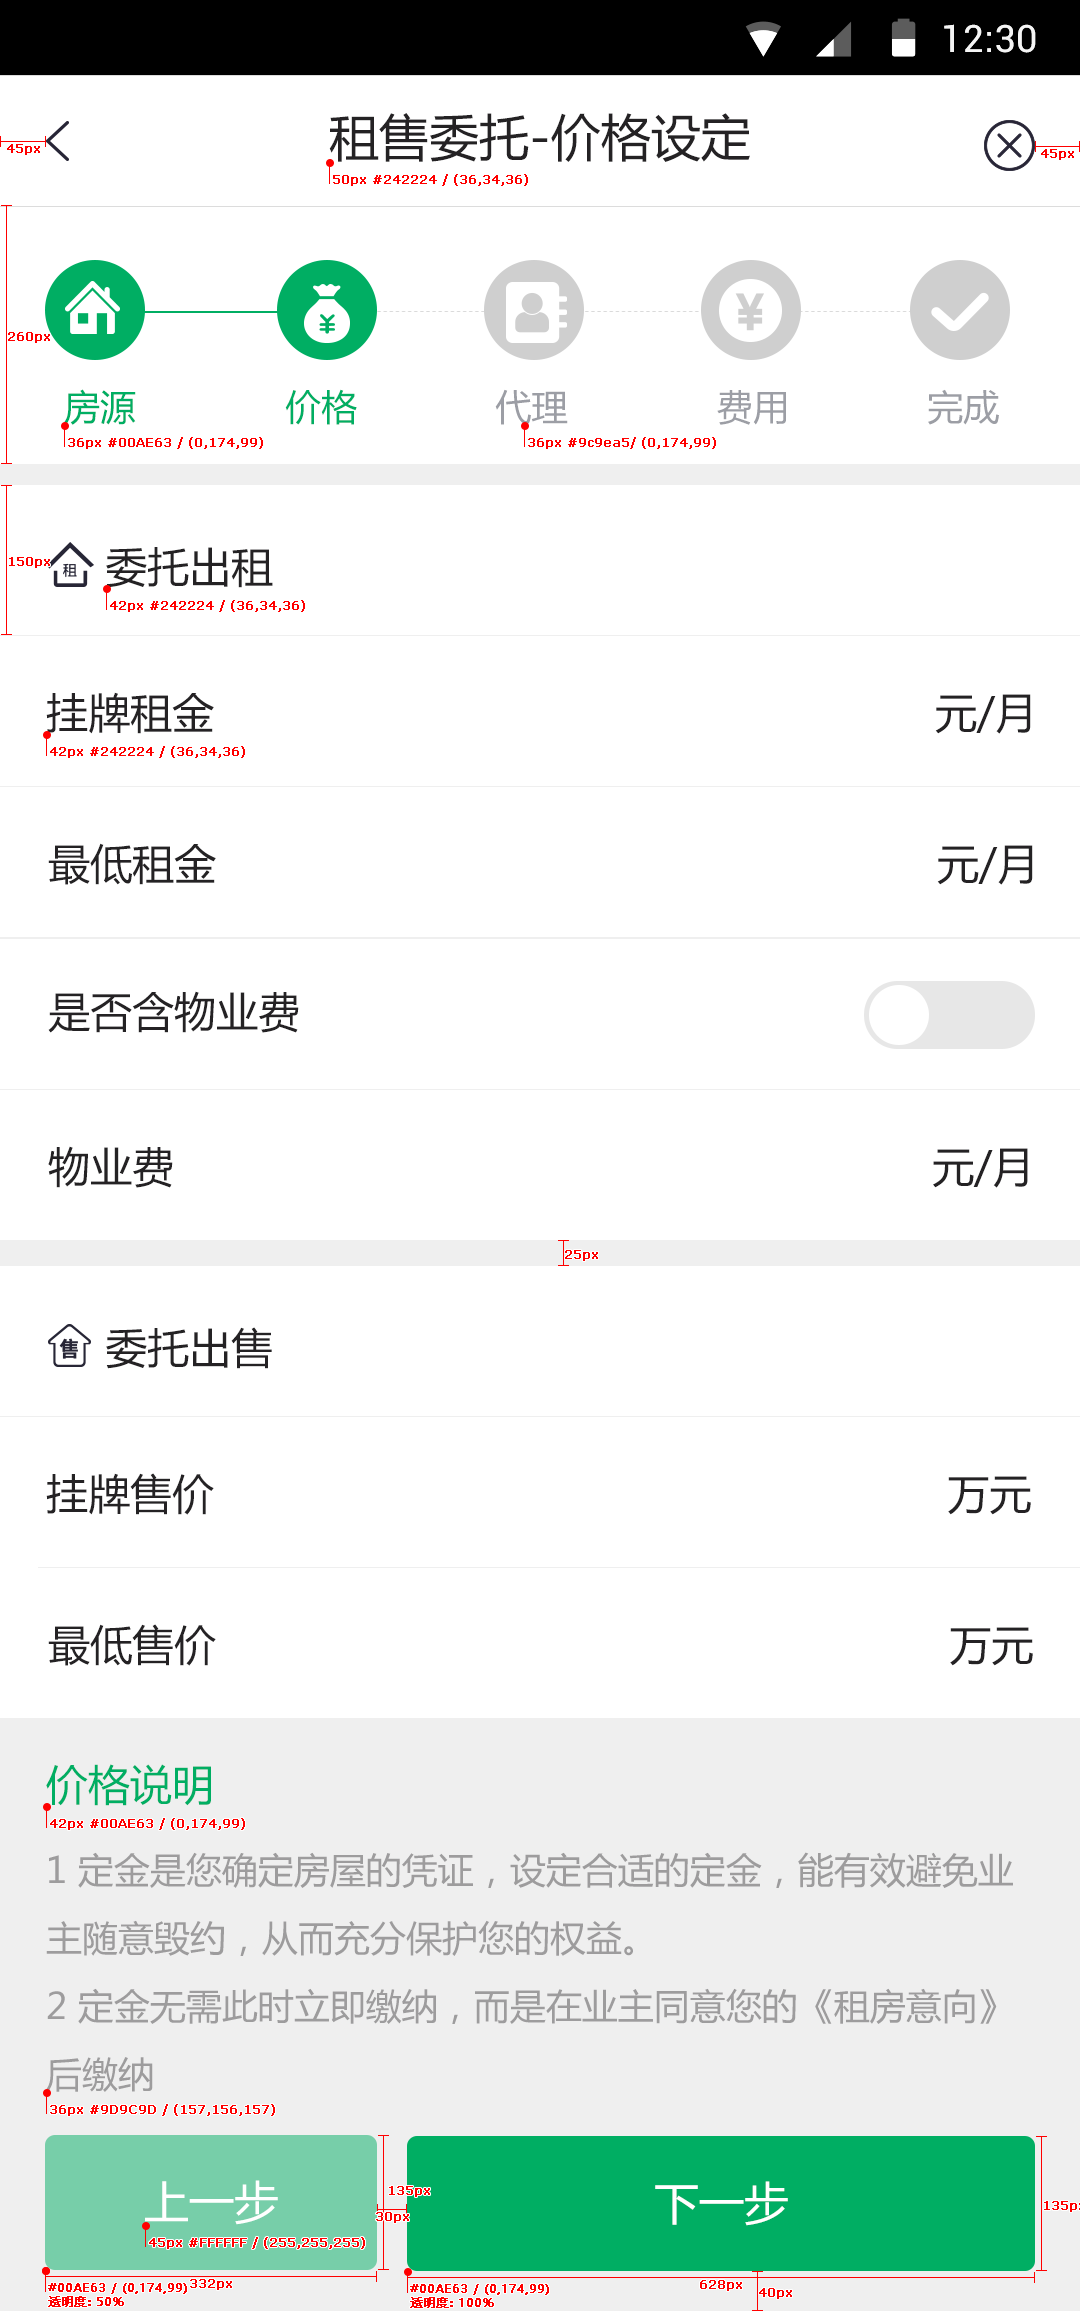 12:30
租售委托-价格设定
45px
45px
50px #242224 / (36,34,36)
260px
房源
价格
代理
费用
完成
36px #00AE63 / (0,174,99)
36px #9c9ea5/ (0,174,99)
150px
租
委托出租
42px #242224 / (36,34,36)
挂牌租金
元/月
42px #242224 / (36,34,36)
最低租金
元/月
是否含物业费
物业费
元/月
25px
售
委托出售
挂牌售价
万元
最低售价
万元
价格说明
42px #00AE63 / (0,174,99)
1 定金是您确定房屋的凭证，设定合适的定金，能有效避免业
主随意毁约，从而充分保护您的权益。
2 定金无需此时立即缴纳，而是在业主同意您的《租房意向》
后缴纳
36px #9D9C9D / (157,156,157)
上一步
下一步
135px
30px
135p
45px #FFFFFF / (255,255,255)
#00AE63 / (0,174,99)
332px
透明度: 50%
#00AE63 / (0,174,99)
628px
40px
透明度: 100%